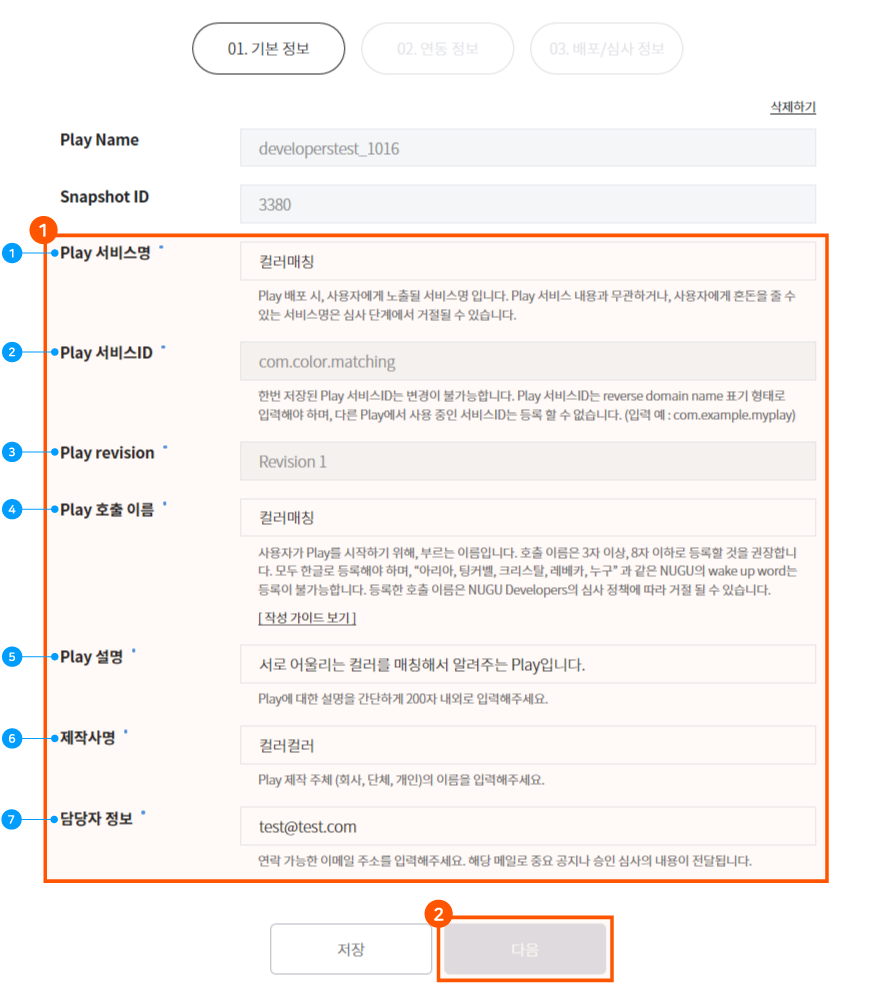 01. 기본 정보
02. 연동 정보
03. 배포/심사 정보
삭제하기
Play Name
developerstest_1016
Snapshot ID
3380
1
1
Play 서비스명
컬러매칭
Play 배포 시, 사용자에게 노출될 서비스명 입니다. Play 서비스 내용과 무관하거나, 사용자에게 혼돈을 줄 수
있는 서비스명은 심사 단계에서 거절될 수 있습니다.
2
Play 서비스ID
com.color.matching
한번 저장된 Play 서비스ID는 변경이 불가능합니다. Play 서비스ID는 reverse domain name 표기 형태로
입력해야 하며, 다른 Play에서 사용 중인 서비스ID는 등록 할 수 없습니다. (입력 예 : com.example.myplay)
3
Play revision
Revision 1
4
Play 호출 이름
컬러매칭
사용자가 Play를 시작하기 위해, 부르는 이름입니다. 호출 이름은 3자 이상, 8자 이하로 등록할 것을 권장합니
다. 모두 한글로 등록해야 하며, “아리아, 팅커벨, 크리스탈, 레베카, 누구” 과 같은 NUGU의 wake up word는
등록이 불가능합니다. 등록한 호출 이름은 NUGU Developers의 심사 정책에 따라 거절 될 수 있습니다.
[ 작성 가이드 보기 ]
5
Play 설명
서로 어울리는 컬러를 매칭해서 알려주는 Play입니다.
Play에 대한 설명을 간단하게 200자 내외로 입력해주세요.
6
제작사명
컬러컬러
Play 제작 주체 (회사, 단체, 개인)의 이름을 입력해주세요.
7
담당자 정보
test@test.com
연락 가능한 이메일 주소를 입력해주세요. 해당 메일로 중요 공지나 승인 심사의 내용이 전달됩니다.
2
저장
다음